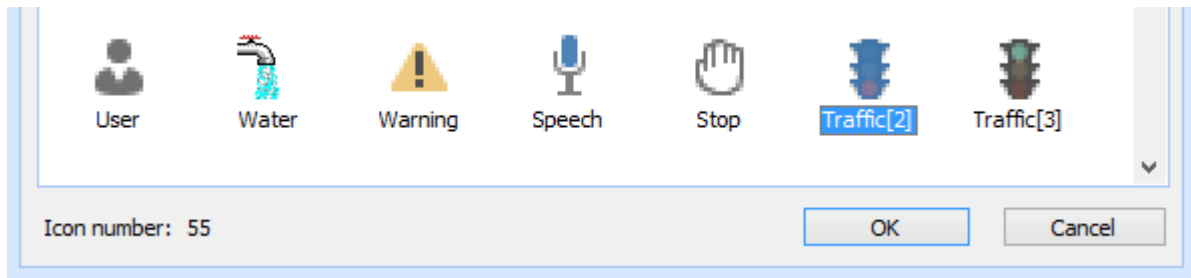 User Water Warning Speech Stop Traffic[2] Traffic[3]
Icon number: 55 OK Cancel